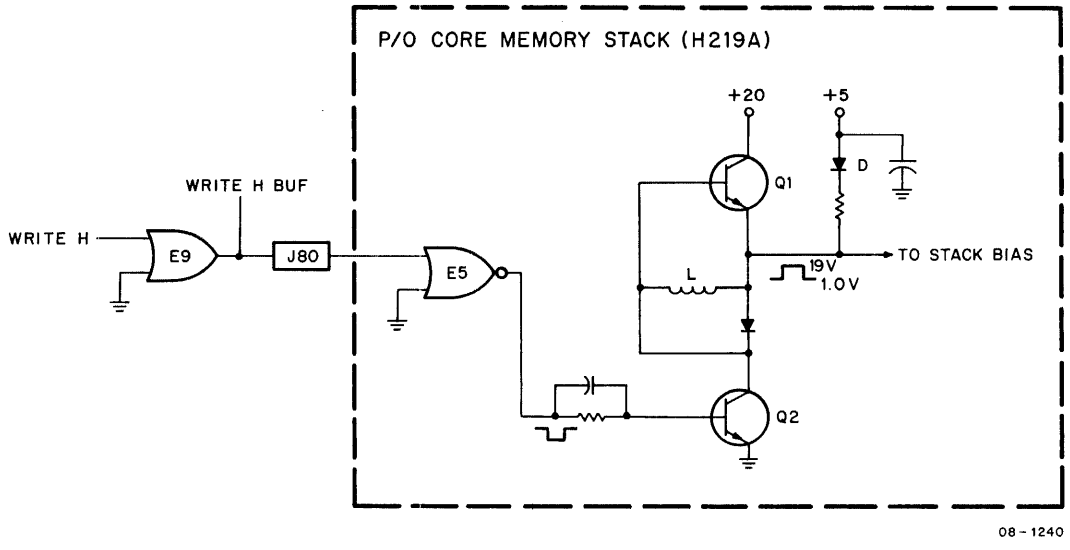 P/O CORE MEMORY STACK (H219A)
+20
+5
D
Q1
WRITE H BUF
WRITE H
E9
J80
E5
L
TO STACK BIAS
19V
1.0V
Q2
08-1240